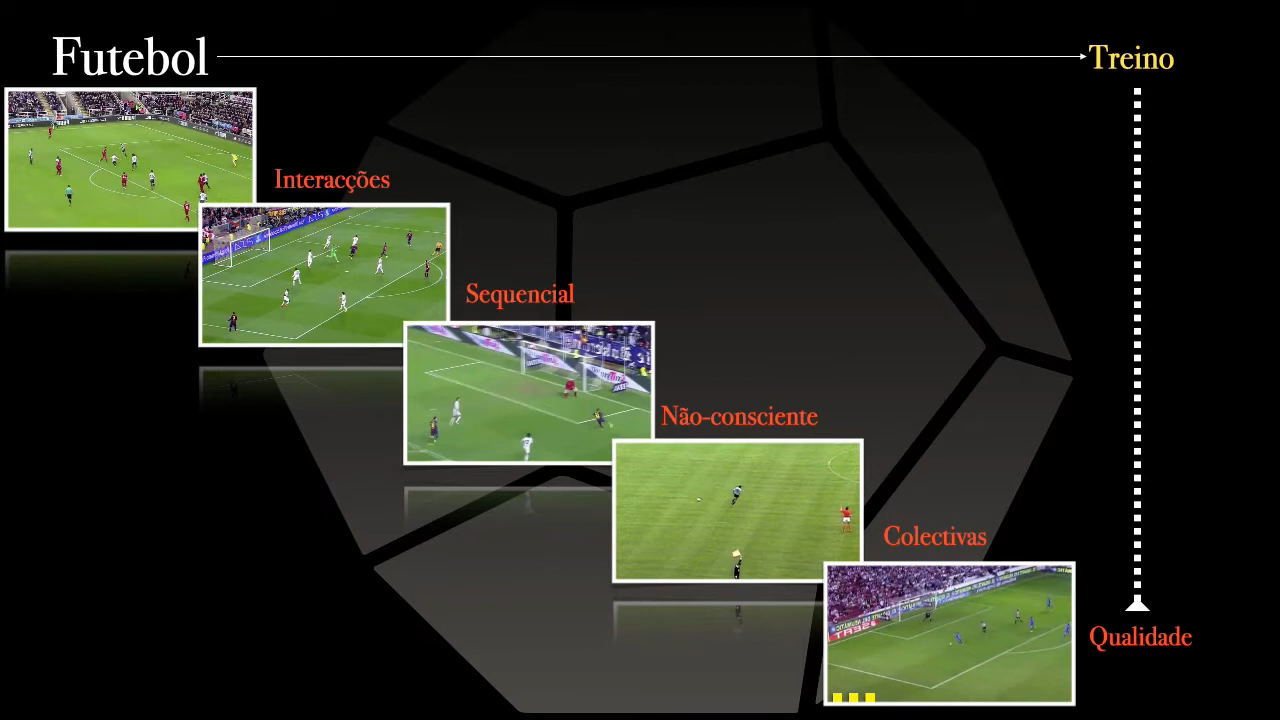 Futebol
Treino
Interacções
Sequencial
Não-consciente
Colectivas
Qualidade